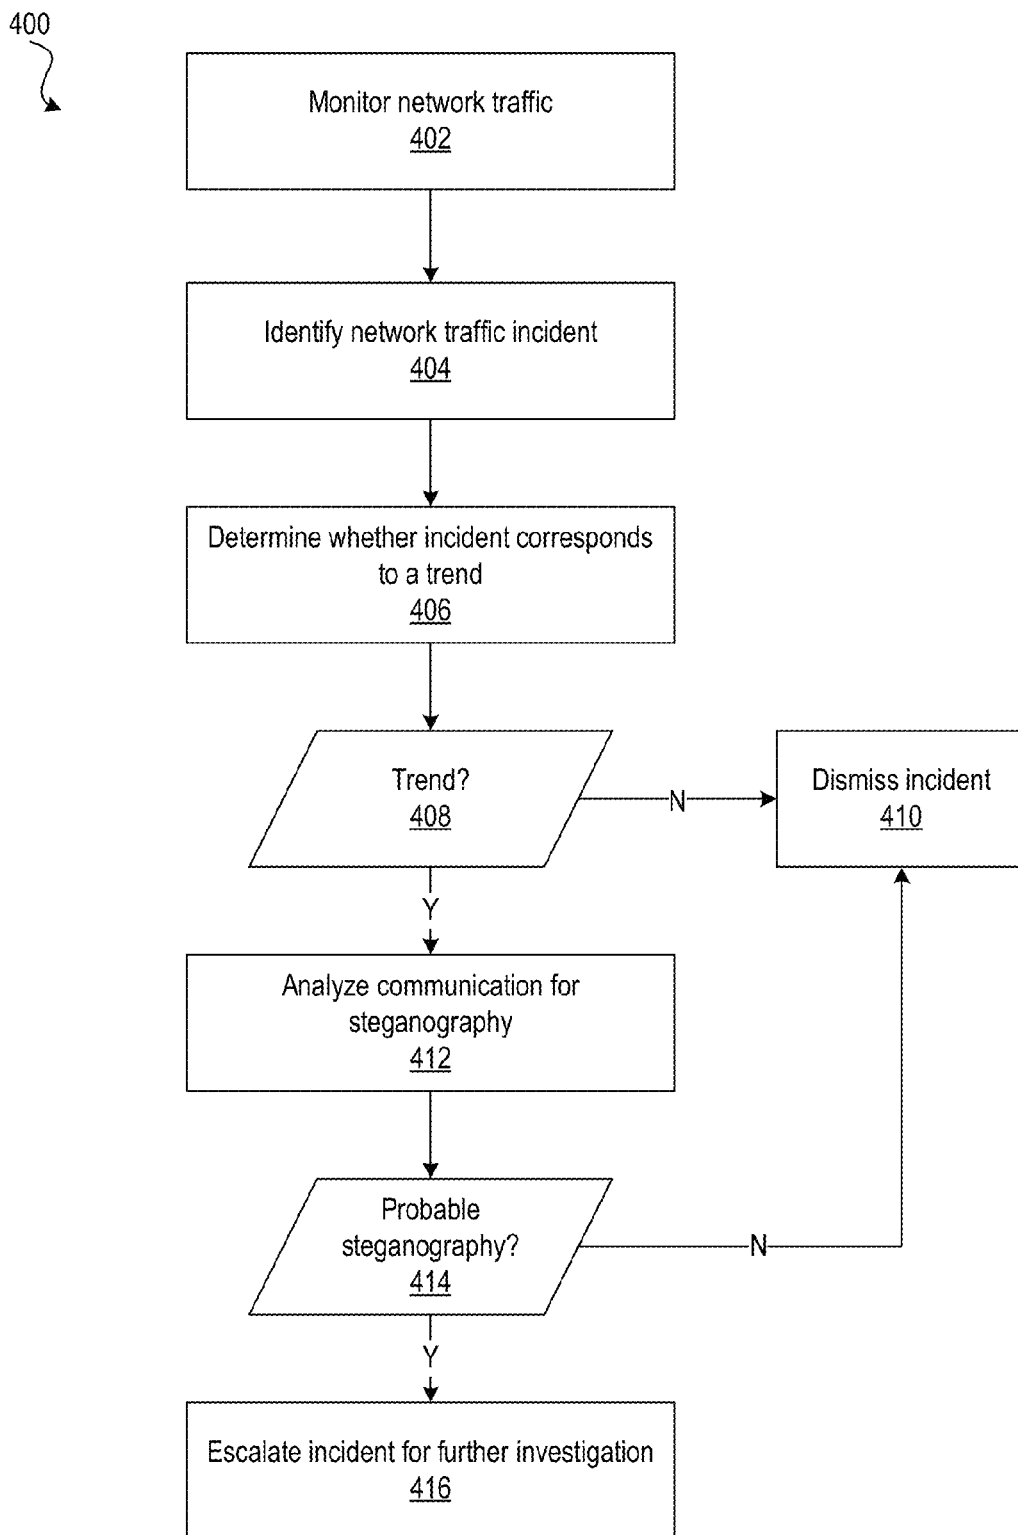 400
Monitor network traffic
402
Identify network traffic incident
404
Determine whether incident corresponds
to a trend
406
Trend?
408
N
Dismiss incident
410
Y
Analyze communication for
steganography
412
Probable
steganography?
414
N
Y
Escalate incident for further investigation
416